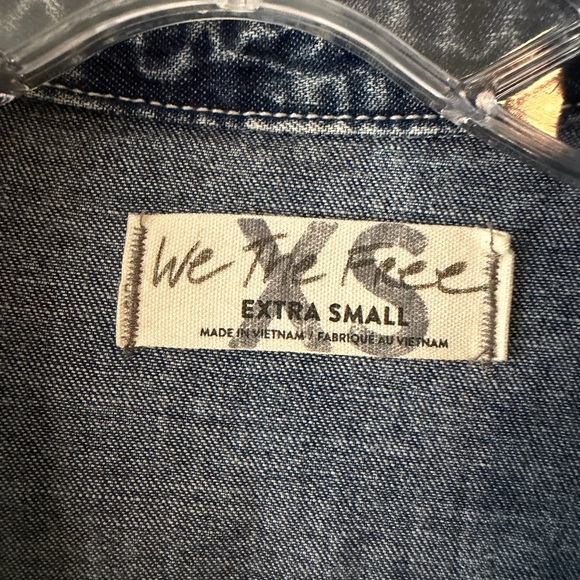 XS
We The Free
EXTRA SMALL
MADE IN VIETNAM / FABRIQUÉ AU VIETNAM